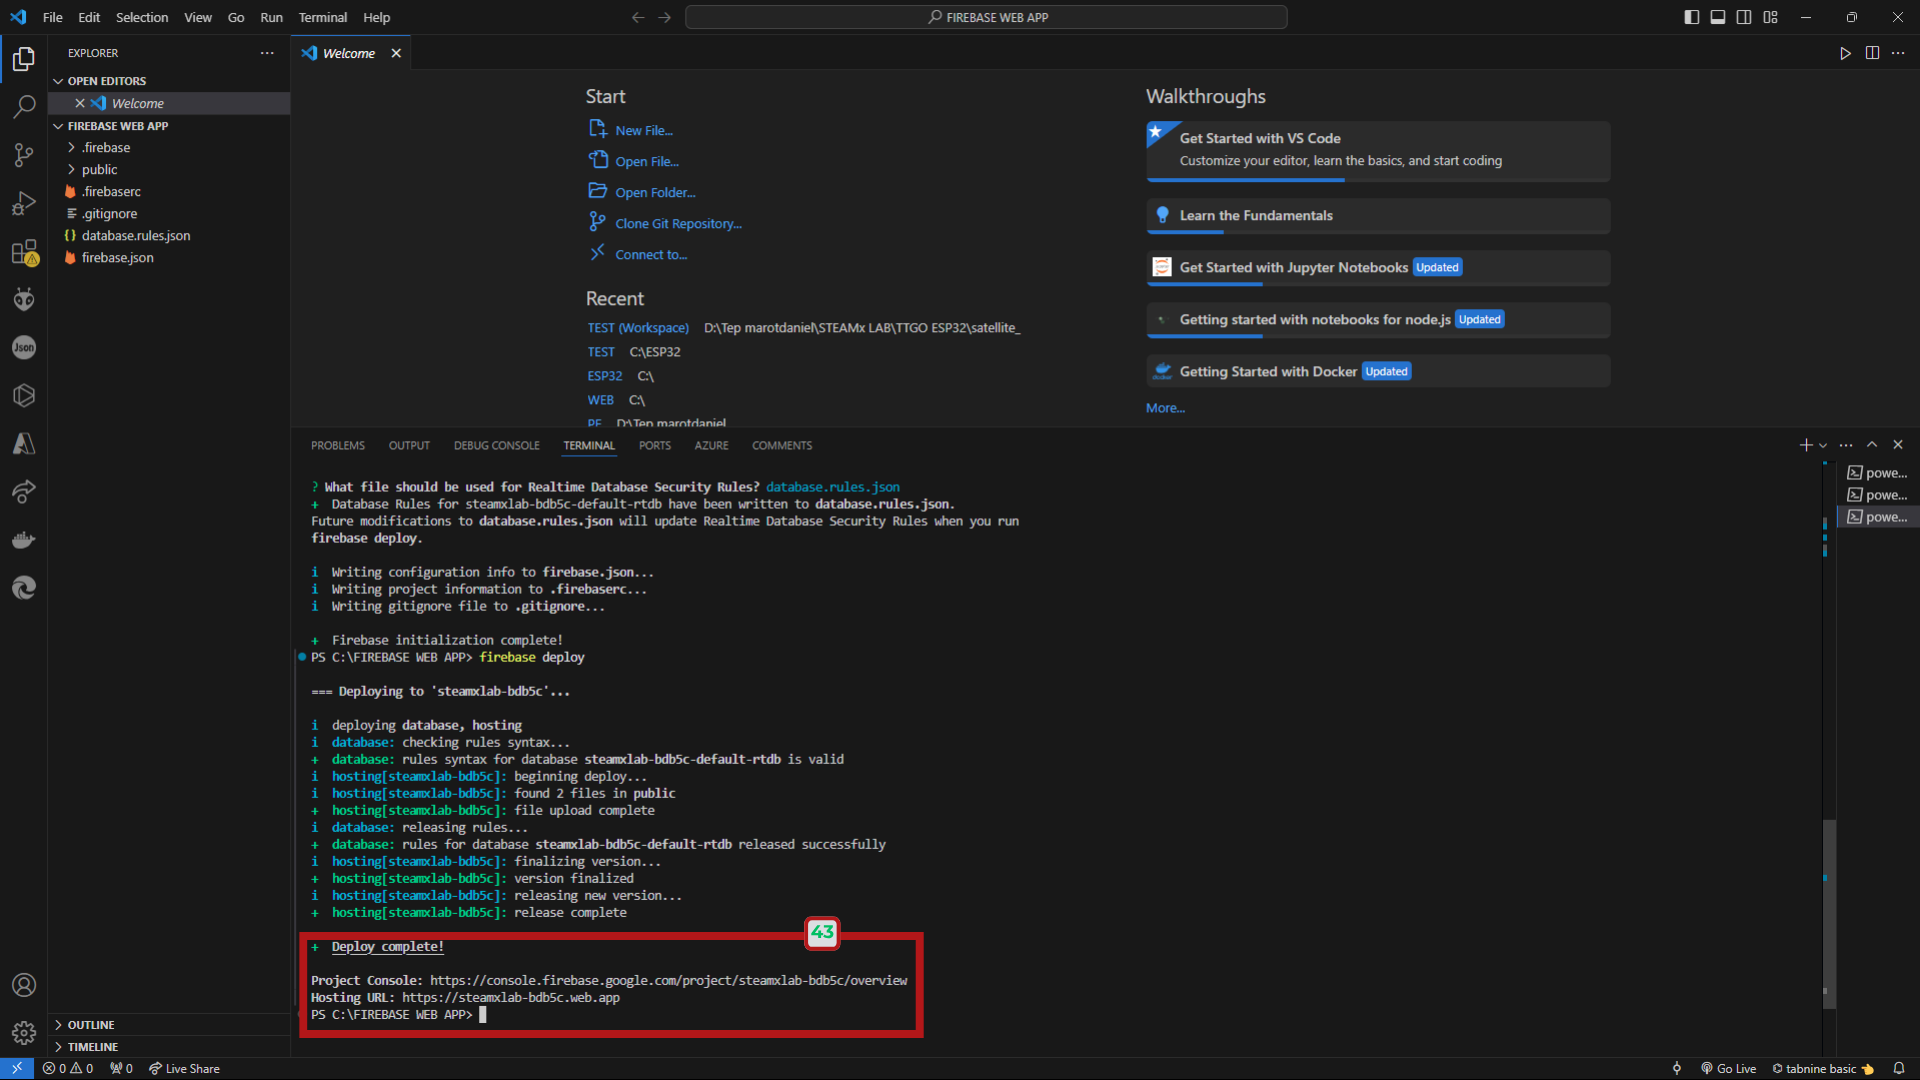 File Edit Selection View Go Run Terminal Help
FIREBASE WEB APP
EXPLORER
Welcome
OPEN EDITORS
Welcome
FIREBASE WEB APP
.firebase
public
.firebaserc
.gitignore
database.rules.json
firebase.json
Json
Start
New File...
Open File...
Open Folder...
Clone Git Repository...
Connect to...
Recent
TEST (Workspace) D:\Tep marotdaniel\STEAMx LAB\TTGO ESP32\satellite_
TEST C:\ESP32
ESP32 C:\
WEB C:\
PE D:\Tep marotdaniel
Walkthroughs
Get Started with VS Code
Customize your editor, learn the basics, and start coding
Learn the Fundamentals
Get Started with Jupyter Notebooks Updated
Getting started with notebooks for node.js Updated
Getting Started with Docker Updated
More...
PROBLEMS OUTPUT DEBUG CONSOLE TERMINAL PORTS AZURE COMMENTS
powe...
powe...
powe...
? What file should be used for Realtime Database Security Rules? database.rules.json
+ Database Rules for steamxlab-bdb5c-default-rtdb have been written to database.rules.json.
Future modifications to database.rules.json will update Realtime Database Security Rules when you run
firebase deploy.
i Writing configuration info to firebase.json...
i Writing project information to .firebaserc...
i Writing gitignore file to .gitignore...
+ Firebase initialization complete!
PS C:\FIREBASE WEB APP> firebase deploy
=== Deploying to 'steamxlab-bdb5c'...
i deploying database, hosting
i database: checking rules syntax...
+ database: rules syntax for database steamxlab-bdb5c-default-rtdb is valid
i hosting[steamxlab-bdb5c]: beginning deploy...
i hosting[steamxlab-bdb5c]: found 2 files in public
+ hosting[steamxlab-bdb5c]: file upload complete
i database: releasing rules...
+ database: rules for database steamxlab-bdb5c-default-rtdb released successfully
i hosting[steamxlab-bdb5c]: finalizing version...
+ hosting[steamxlab-bdb5c]: version finalized
i hosting[steamxlab-bdb5c]: releasing new version...
+ hosting[steamxlab-bdb5c]: release complete
43
+ Deploy complete!
Project Console: https://console.firebase.google.com/project/steamxlab-bdb5c/overview
Hosting URL: https://steamxlab-bdb5c.web.app
PS C:\FIREBASE WEB APP>
OUTLINE
TIMELINE
0 0 0 Live Share
Go Live tabnine basic